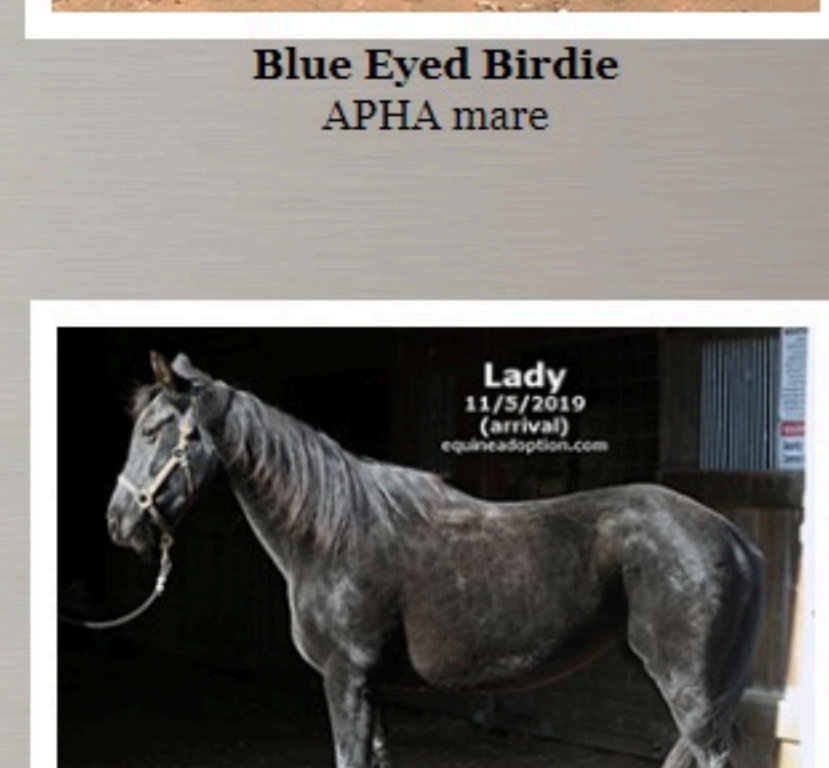 Blue Eyed Birdie
APHA mare
Lady
11/5/2019
(arrival)
equineadoption.com